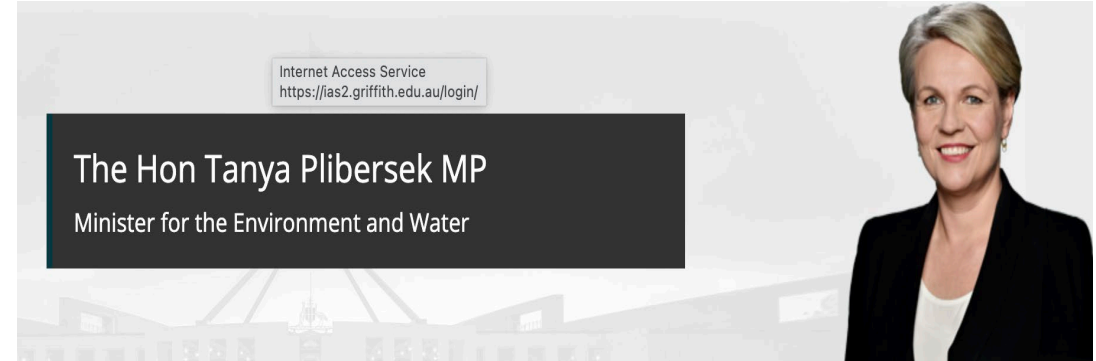 Internet Access Service
https://ias2.griffith.edu.au/login/
The Hon Tanya Plibersek MP
Minister for the Environment and Water